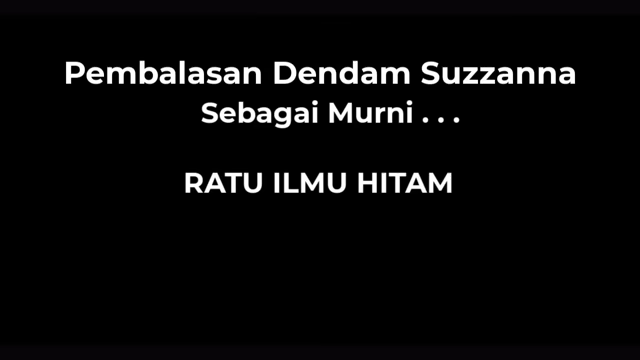 Pembalasan Dendam Suzzanna
Sebagai Murni . . .
RATU ILMU HITAM